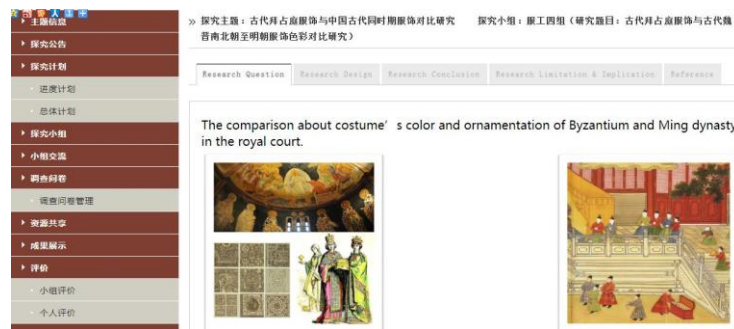 主题信息
探究公告
探究计划
进度计划
总体计划
探究小组
小组交流
调查问卷
调查问卷管理
资源共享
成果展示
评价
小组评价
个人评价
» 探究主题：古代拜占庭服饰与中国古代同时期服饰对比研究 探究小组：服工四组（研究题目：古代拜占庭服饰与古代魏
晋南北朝至明朝服饰色彩对比研究）
Research Question Research Design Research Conclusion Research Limitation & Implication Reference
The comparison about costume’s color and ornamentation of Byzantium and Ming dynasty
in the royal court.